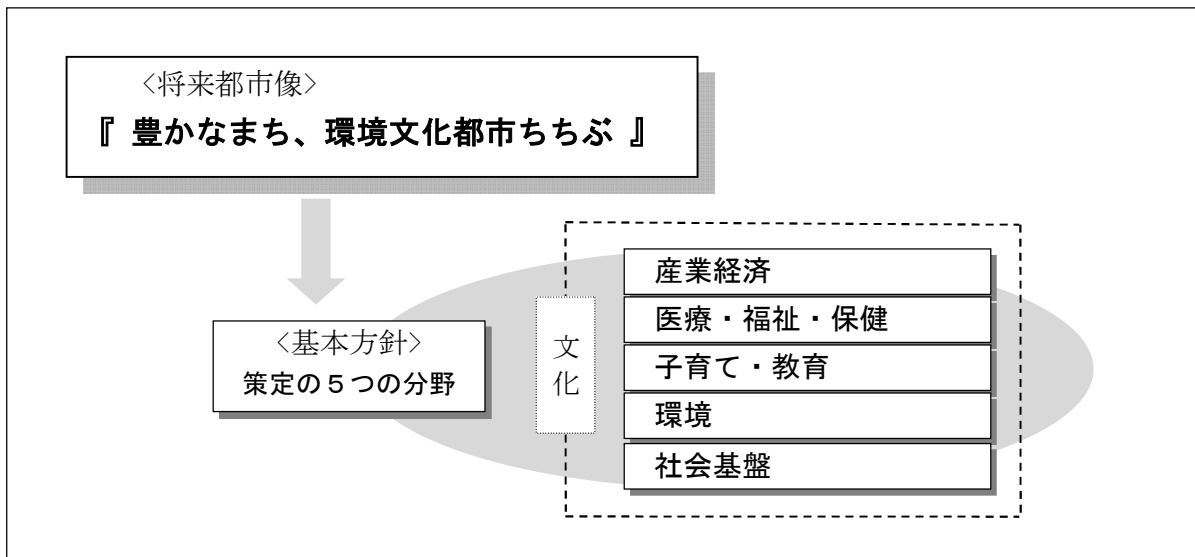 〈将来都市像〉
『 豊かなまち、環境文化都市ちちぶ 』
〈基本方針〉
策定の５つの分野
文化
産業経済
医療・福祉・保健
子育て・教育
環境
社会基盤